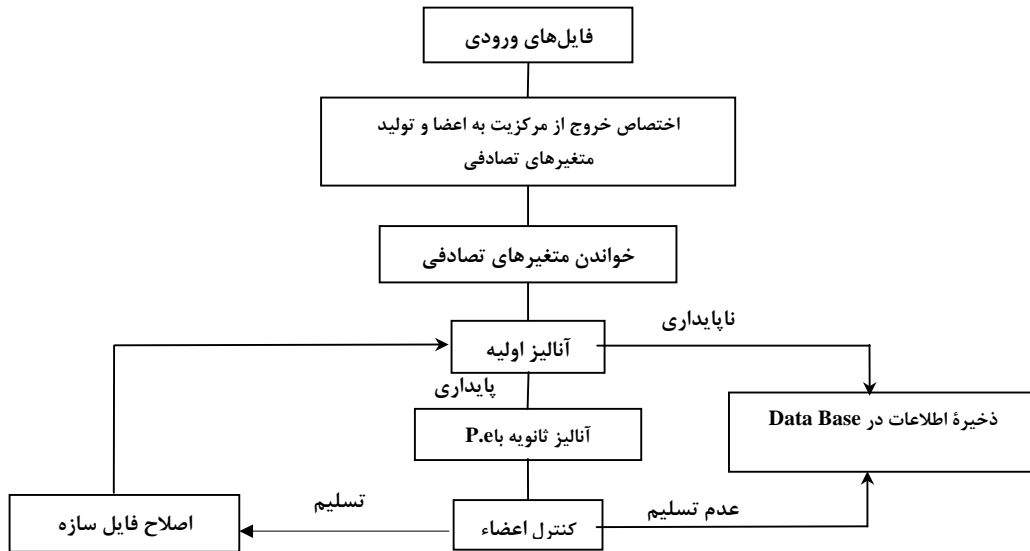 فایل‌های ورودی
اختصاص خروج از مرکزیت به اعضا و تولید
متغیرهای تصادفی
خواندن متغیرهای تصادفی
ناپایداری
آنالیز اولیه
پایداری
ذخیرۀ اطلاعات در Data Base
آنالیز ثانویه باP.e
تسلیم
عدم تسلیم
کنترل اعضاء
اصلاح فایل سازه